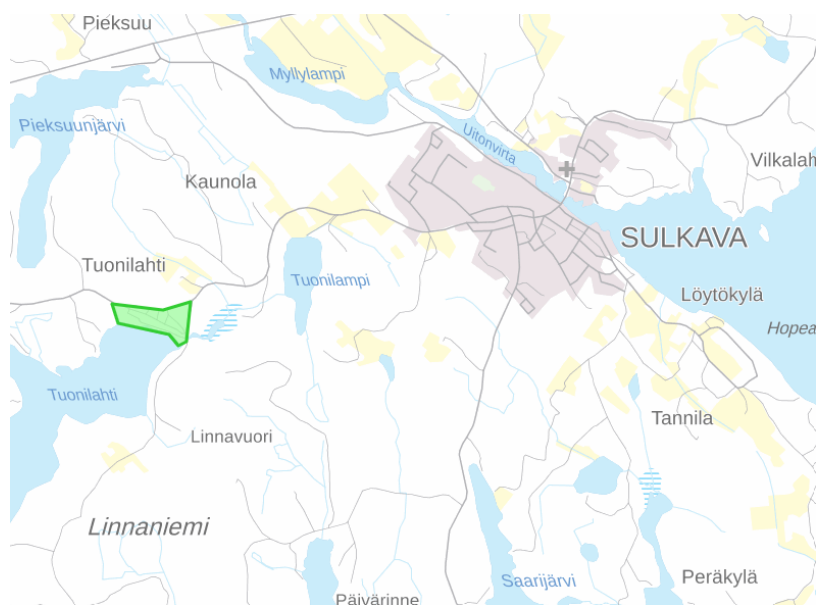 Pieksuu
Myllylampi
Pieksuunjärvi
Uitonvirta
Vilkalah
Kaunola
SULKAVA
Tuonilahti
Tuonilampi
Löytökylä
Hopea
Tuonilahti
Tannila
Linnavuori
Linnaniemi
Saarijärvi
Peräkylä
Päivärinne